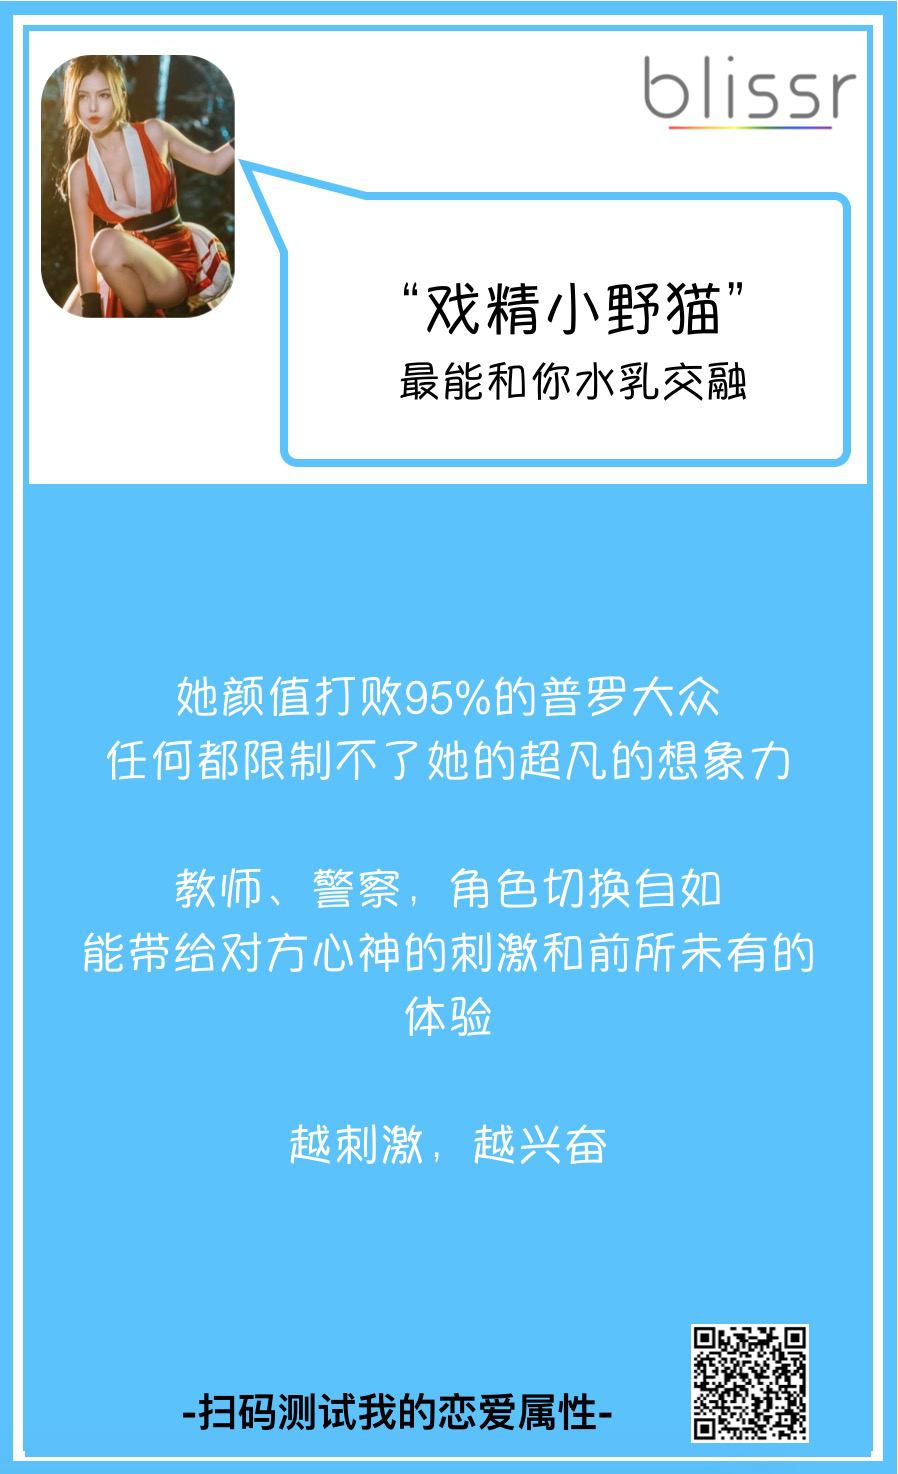 blissr
“戏精小野猫”
最能和你水乳交融
她颜值打败95%的普罗大众
任何都限制不了她的超凡的想象力
教师、警察，角色切换自如
能带给对方心神的刺激和前所未有的
体验
越刺激，越兴奋
-扫码测试我的恋爱属性-